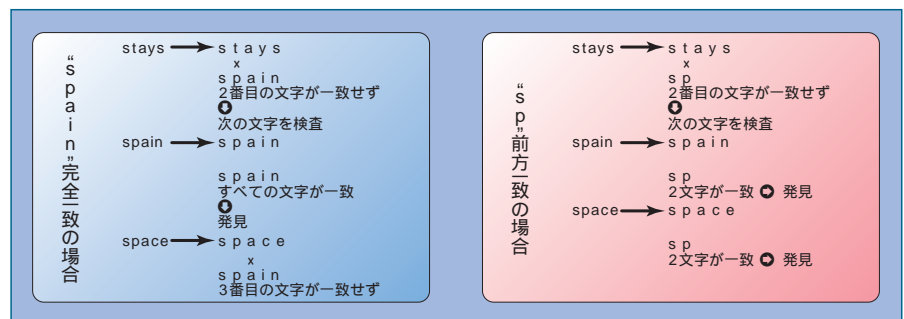 “spain”完全一致の場合
stays s t a y s
x
s p a i n
2番目の文字が一致せず
次の文字を検査
spain s p a i n
s p a i n
すべての文字が一致
発見
space s p a c e
x
s p a i n
3番目の文字が一致せず
“sp”前方一致の場合
stays s t a y s
x
s p
2番目の文字が一致せず
次の文字を検査
spain s p a i n
s p
2文字が一致 発見
space s p a c e
s p
2文字が一致 発見